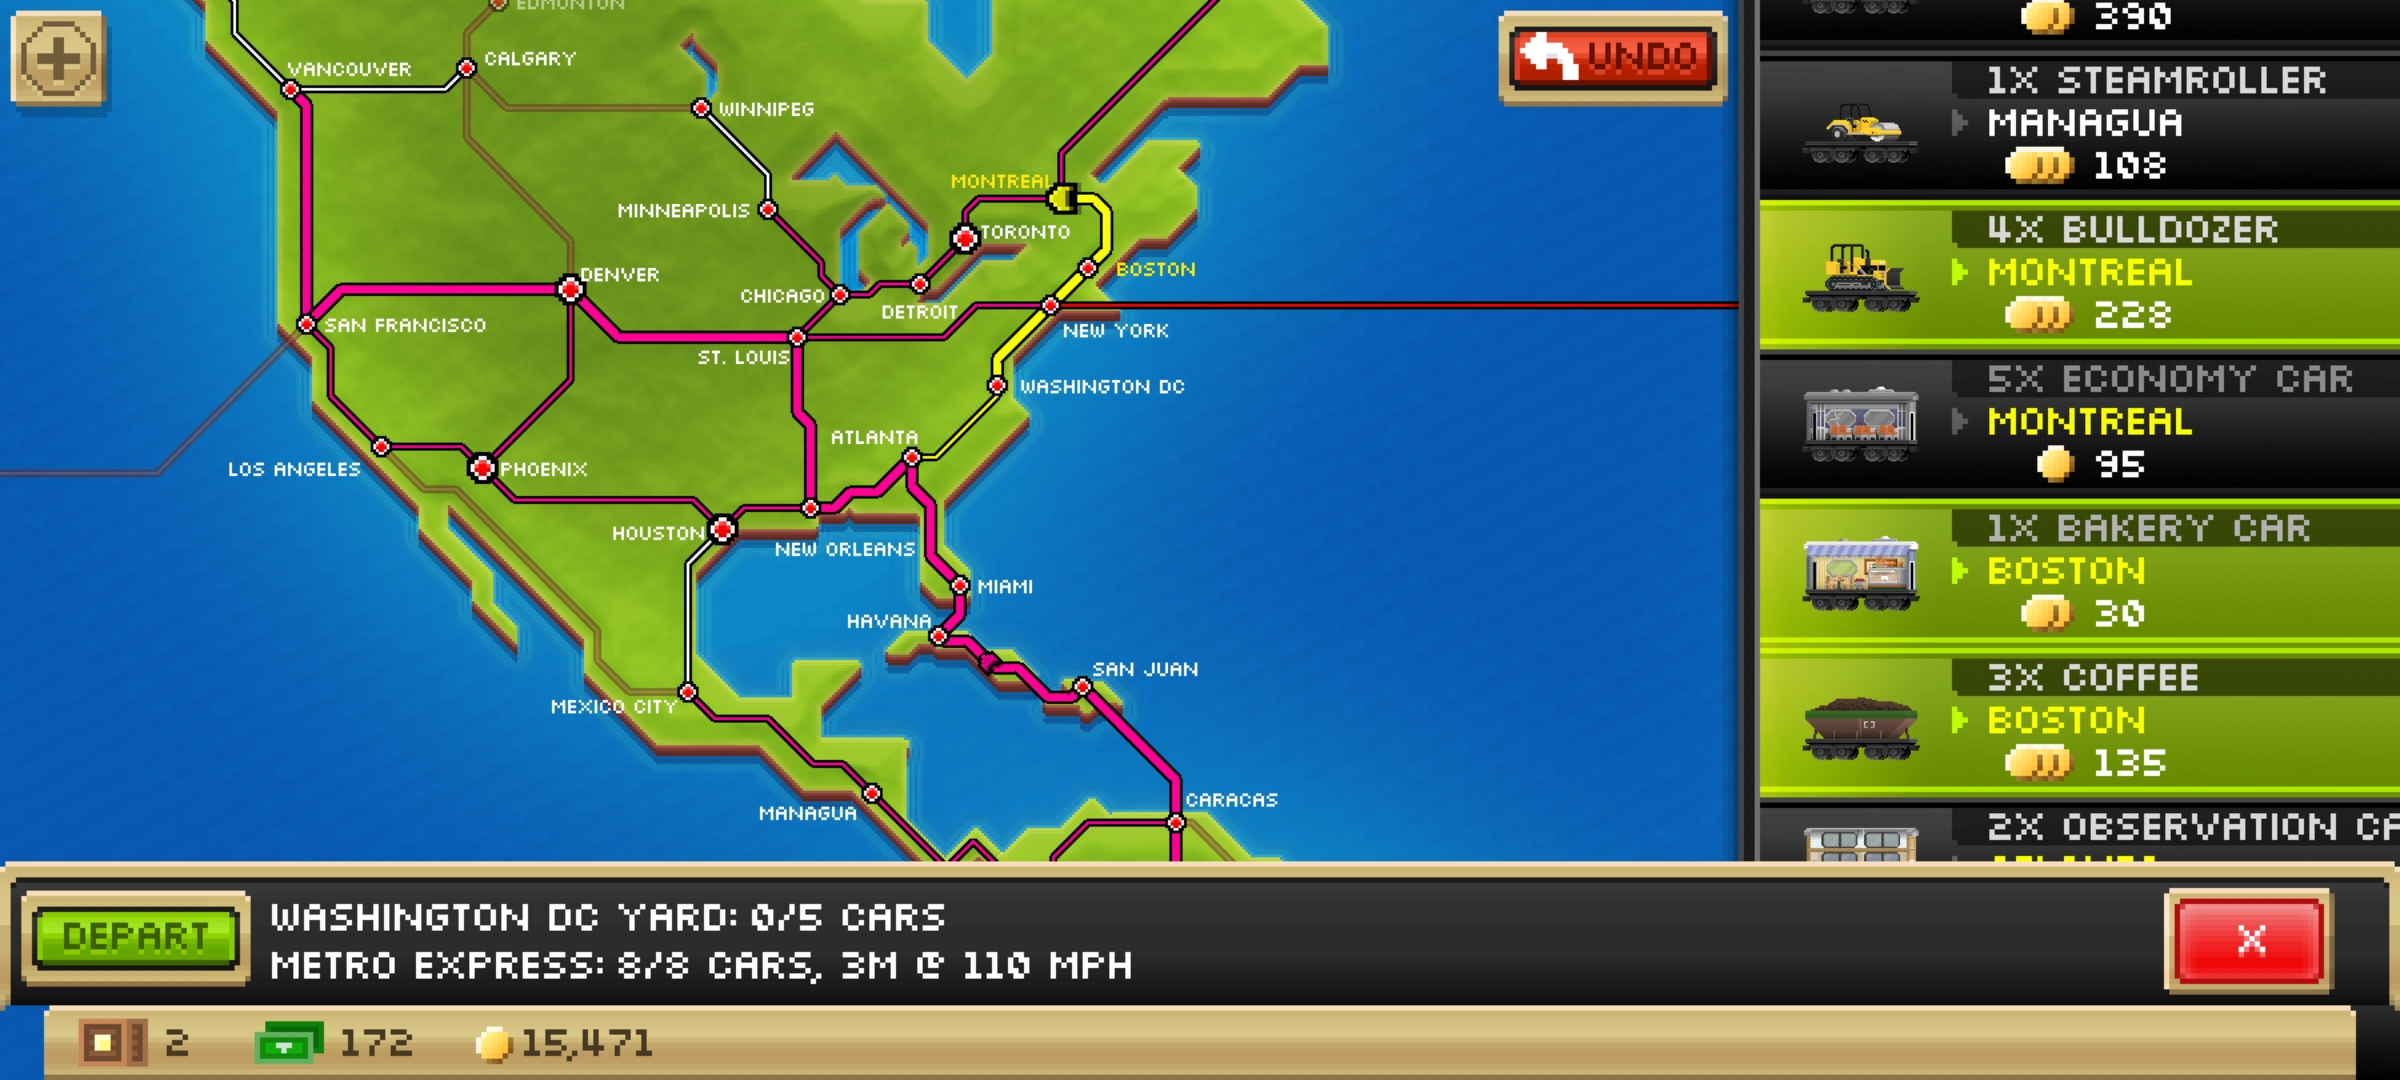 EDMONTON
CALGARY
VANCOUVER
WINNIPEG
MONTREAL
MINNEAPOLIS
TORONTO
BOSTON
DENVER
CHICAGO
DETROIT
SAN FRANCISCO
NEW YORK
ST. LOUIS
WASHINGTON DC
ATLANTA
LOS ANGELES
PHOENIX
HOUSTON
NEW ORLEANS
MIAMI
HAVANA
SAN JUAN
MEXICO CITY
CARACAS
MANAGUA
UNDO
390
1X STEAMROLLER
MANAGUA
108
4X BULLDOZER
MONTREAL
228
5X ECONOMY CAR
MONTREAL
95
1X BAKERY CAR
BOSTON
30
3X COFFEE
BOSTON
135
2X OBSERVATION CA
DEPART
WASHINGTON DC YARD: 0/5 CARS
METRO EXPRESS: 8/8 CARS, 3M @ 110 MPH
X
2
172
15,471